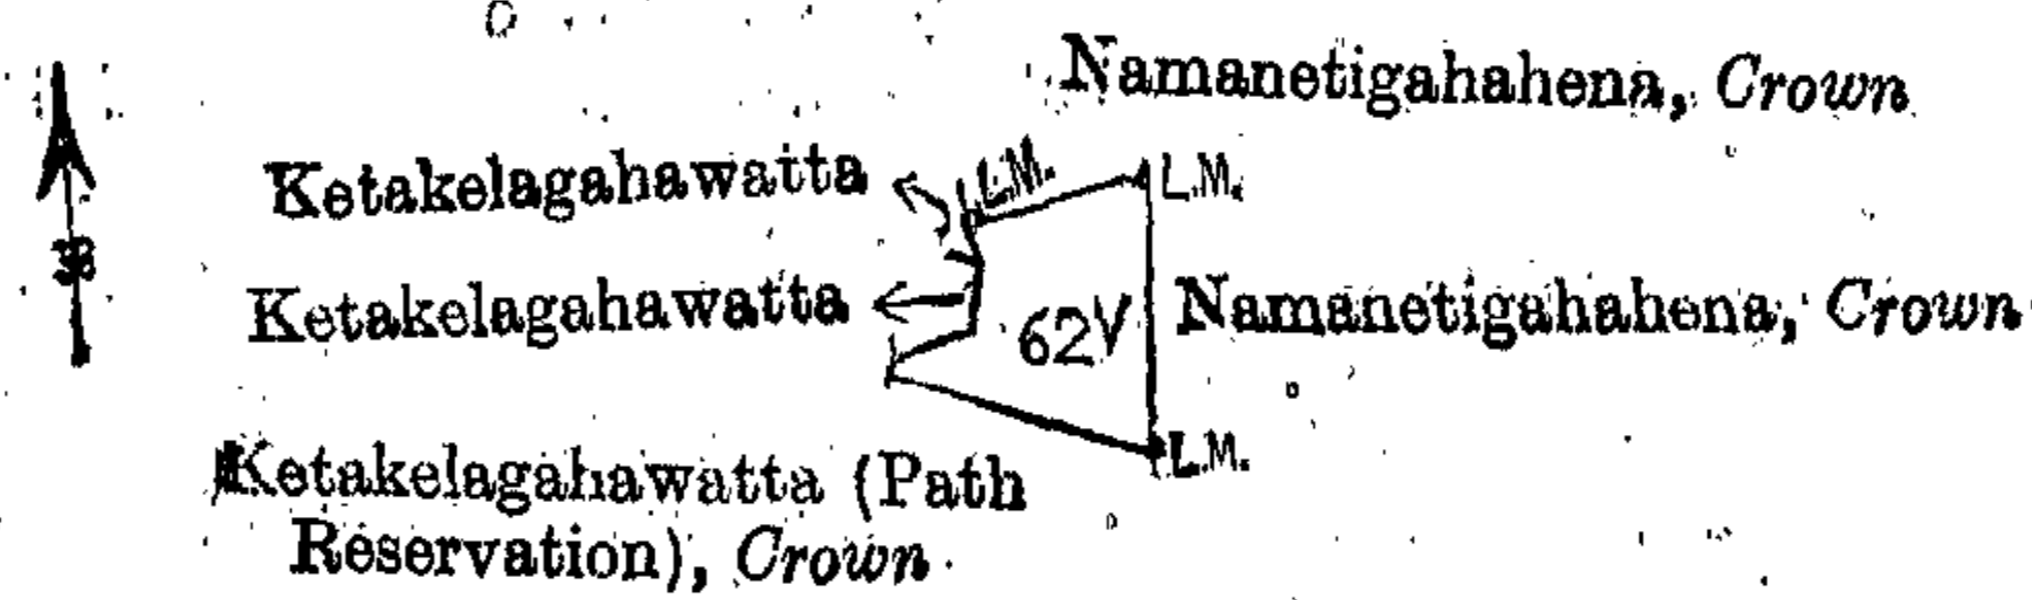 Namanetigahahena, Crown
Ketakelagahawatta
L.M.
L.M.
Ketakelagahawatta
62V
Namanetigahahena, Crown
L.M.
Ketakelagahawatta (Path
Reservation), Crown